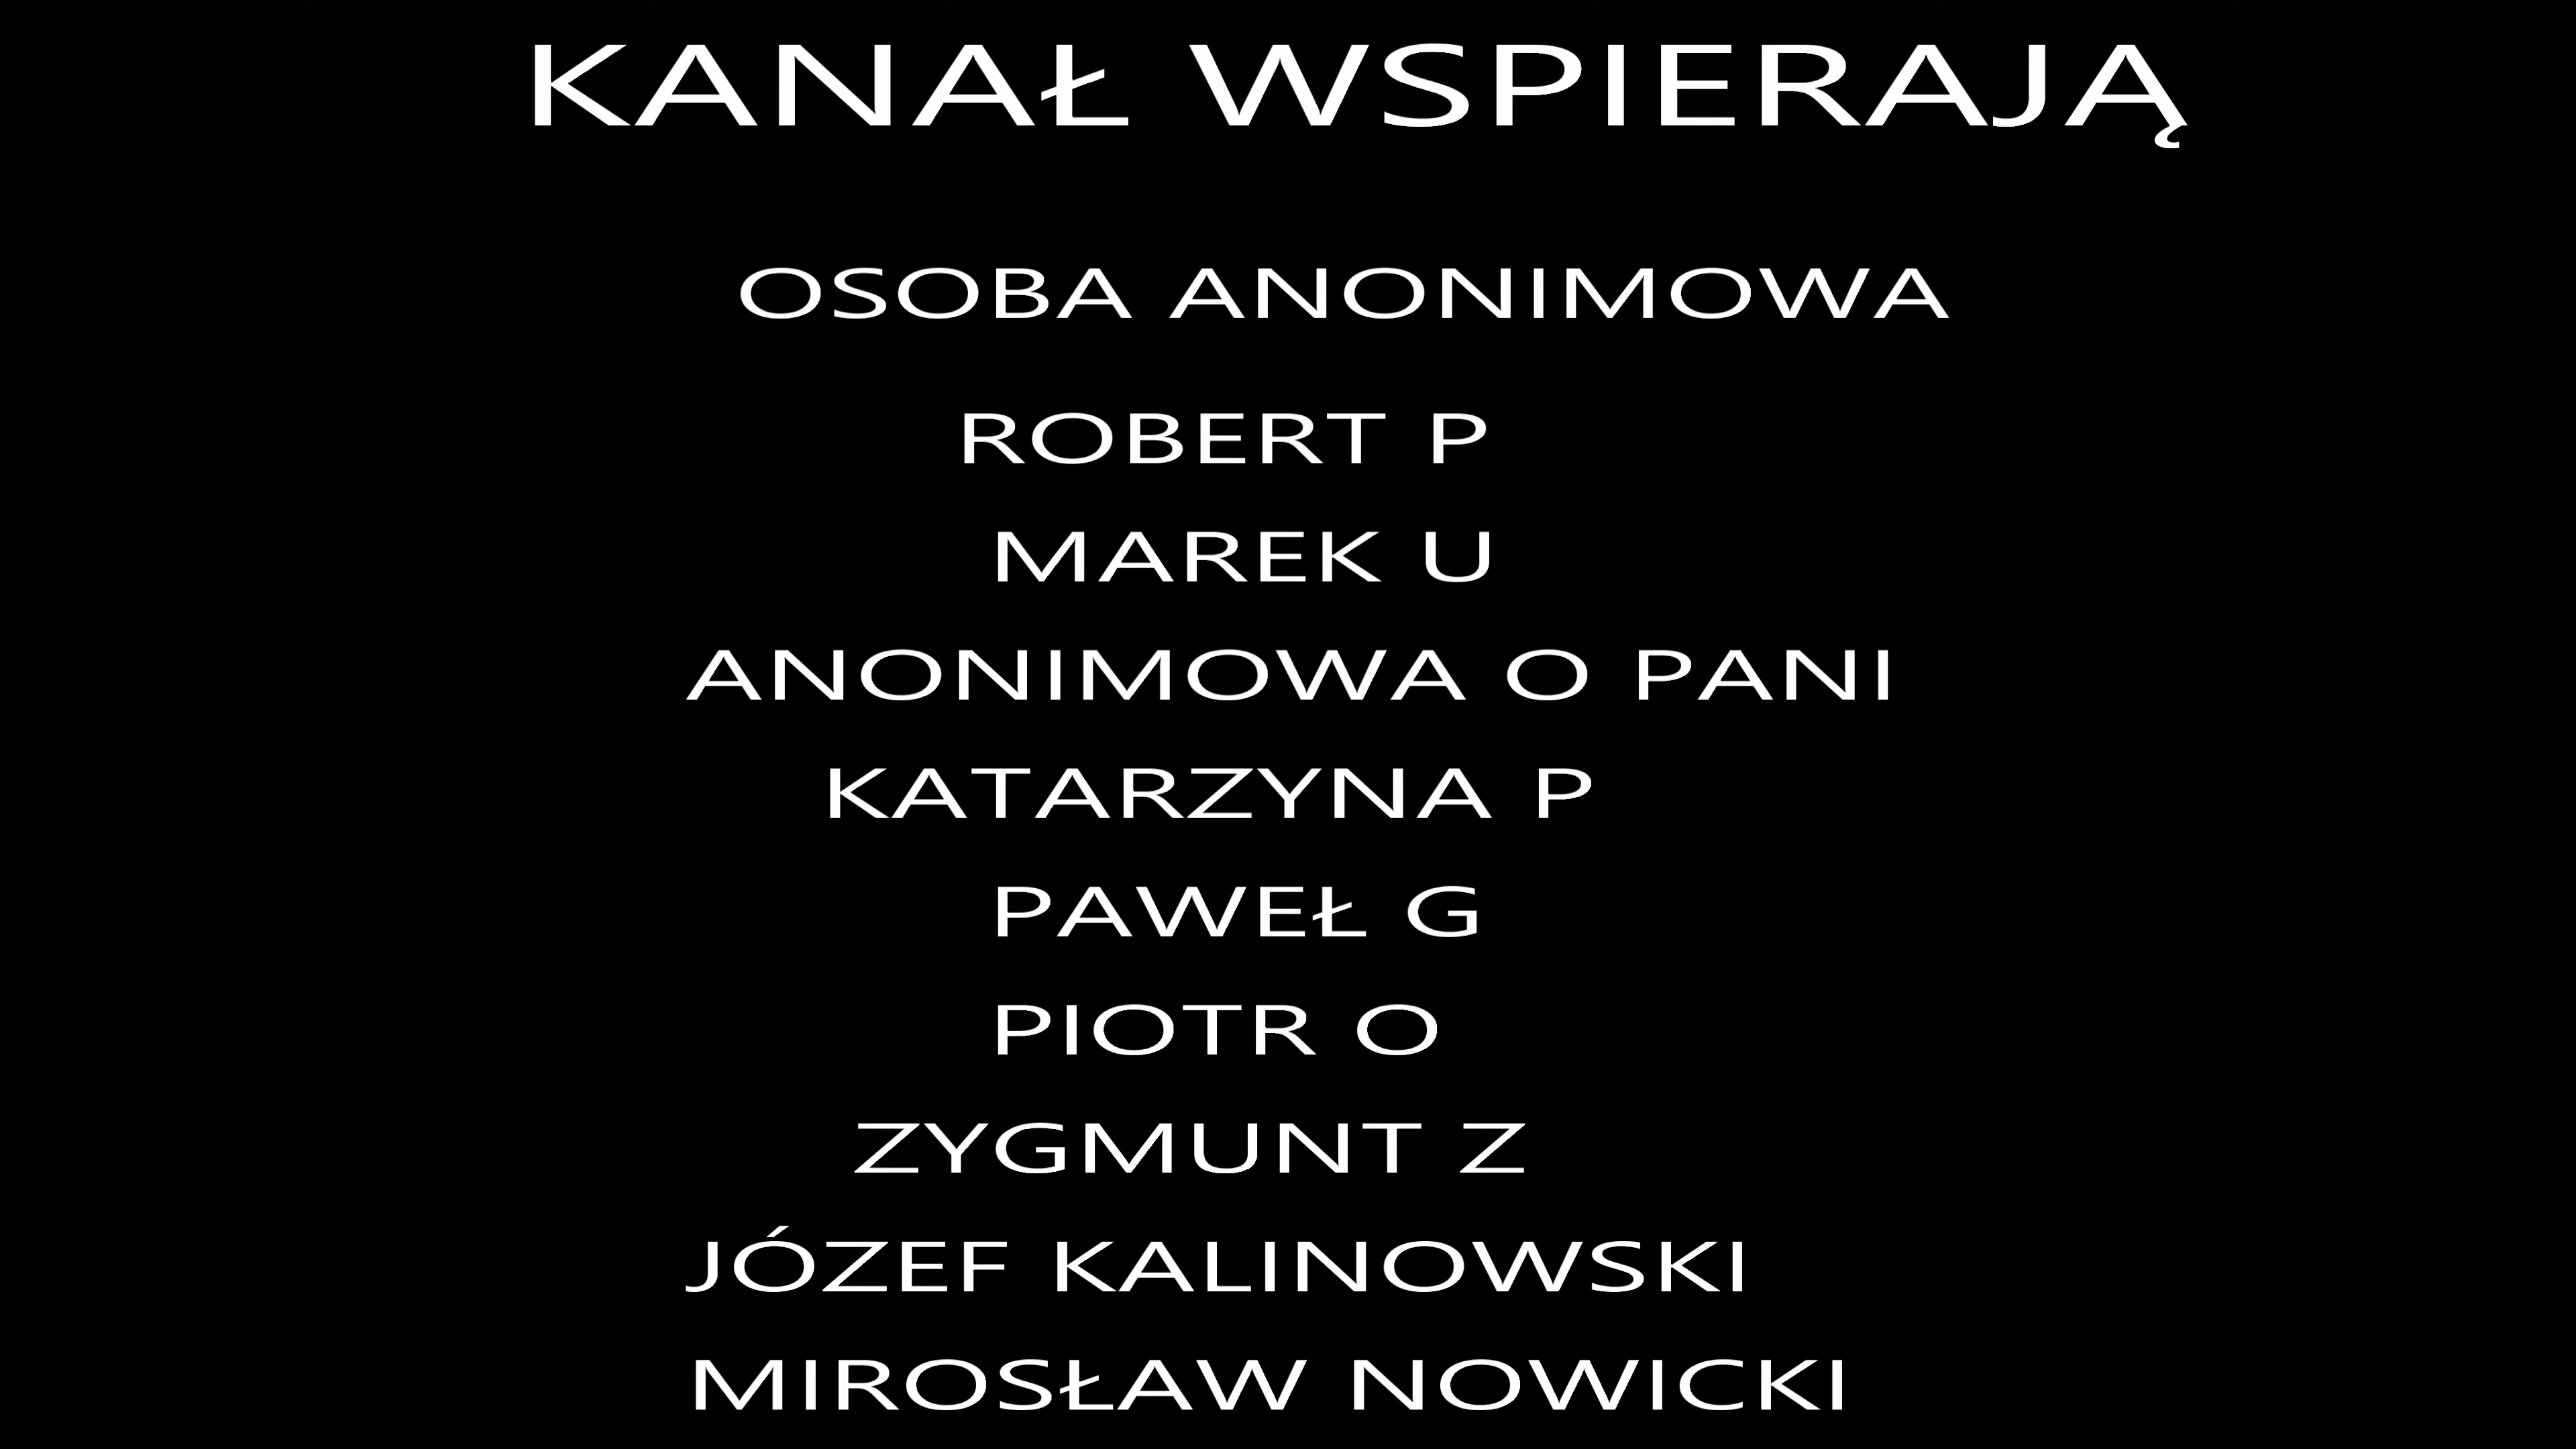 KANAŁ WSPIERAJĄ
OSOBA ANONIMOWA
ROBERT P
MAREK U
ANONIMOWA O PANI
KATARZYNA P
PAWEŁ G
PIOTR O
ZYGMUNT Z
JÓZEF KALINOWSKI
MIROSŁAW NOWICKI